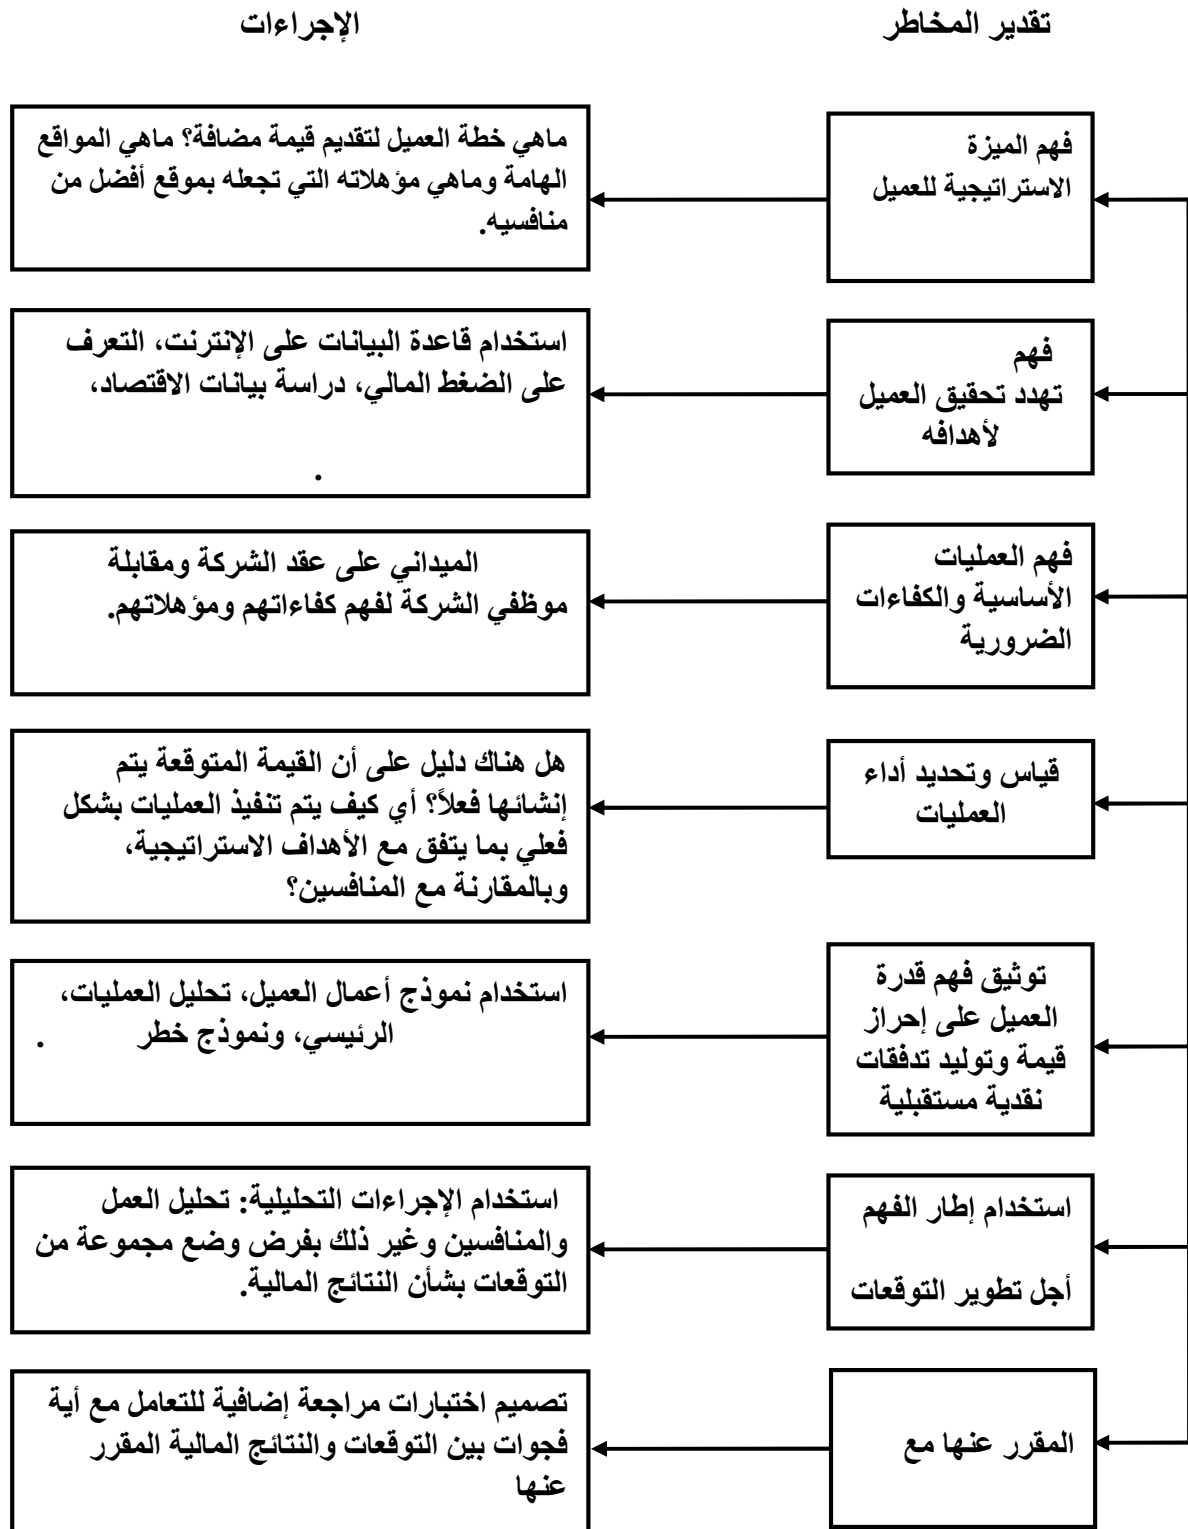 تقدير المخاطر
الإجراءات
فهم الميزة
الاستراتيجية للعميل
ماهي خطة العميل لتقديم قيمة مضافة؟ ماهي المواقع
الهامة وماهي مؤهلاته التي تجعله بموقع أفضل من
منافسيه.
فهم
تهدد تحقيق العميل
لأهدافه
استخدام قاعدة البيانات على الإنترنت، التعرف
على الضغط المالي، دراسة بيانات الاقتصاد،
.
فهم العمليات
الأساسية والكفاءات
الضرورية
الميداني على عقد الشركة ومقابلة
موظفي الشركة لفهم كفاءاتهم ومؤهلاتهم.
قياس وتحديد أداء
العمليات
هل هناك دليل على أن القيمة المتوقعة يتم
إنشائها فعلاً؟ أي كيف يتم تنفيذ العمليات بشكل
فعلي بما يتفق مع الأهداف الاستراتيجية،
وبالمقارنة مع المنافسين؟
توثيق فهم قدرة
العميل على إحراز
قيمة وتوليد تدفقات
نقدية مستقبلية
استخدام نموذج أعمال العميل، تحليل العمليات،
الرئيسي، ونموذج خطر .
استخدام إطار الفهم
أجل تطوير التوقعات
استخدام الإجراءات التحليلية: تحليل العمل
والمنافسين وغير ذلك بفرض وضع مجموعة من
التوقعات بشأن النتائج المالية.
المقرر عنها مع
تصميم اختبارات مراجعة إضافية للتعامل مع أية
فجوات بين التوقعات والنتائج المالية المقرر
عنها